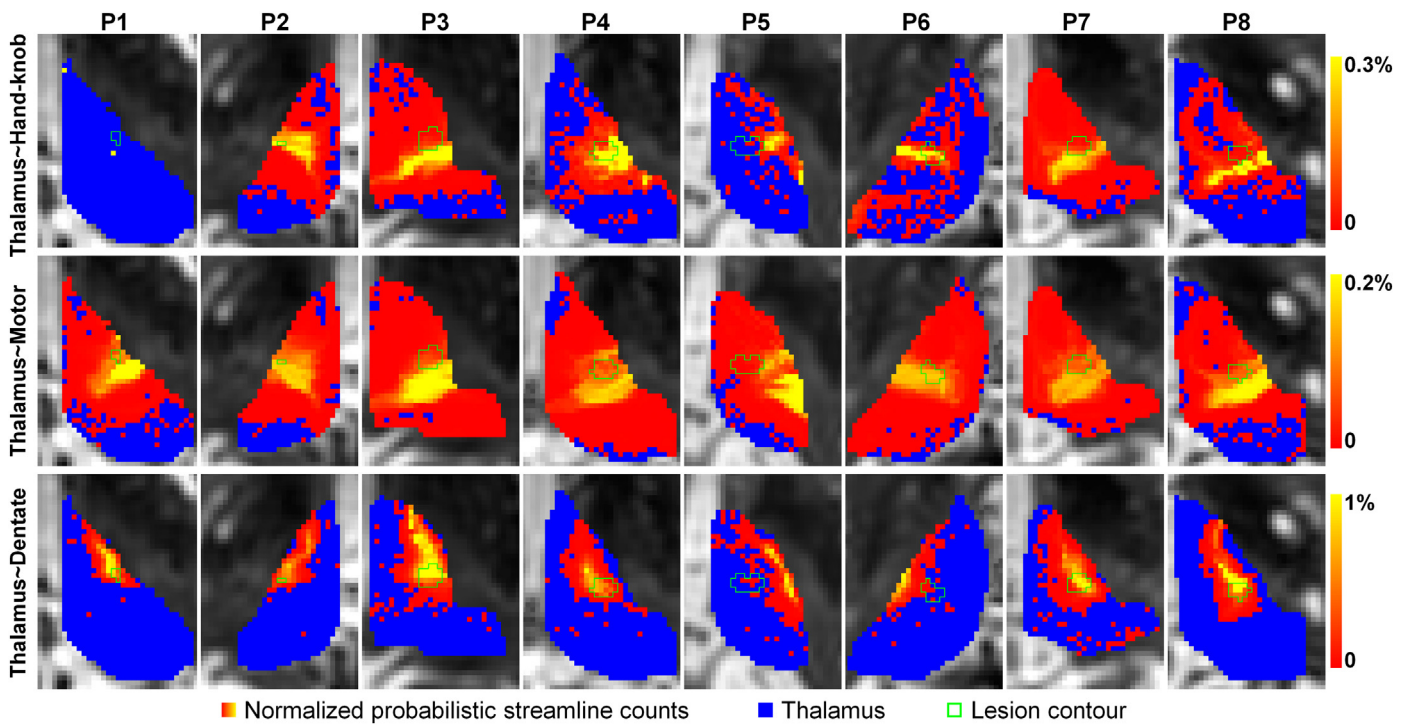 P1 P2 P3 P4 P5 P6 P7 P8
Thalamus~Hand-knob
0.3%
0
Thalamus~Motor
0.2%
0
Thalamus~Dentate
1%
0
Normalized probabilistic streamline counts Thalamus Lesion contour